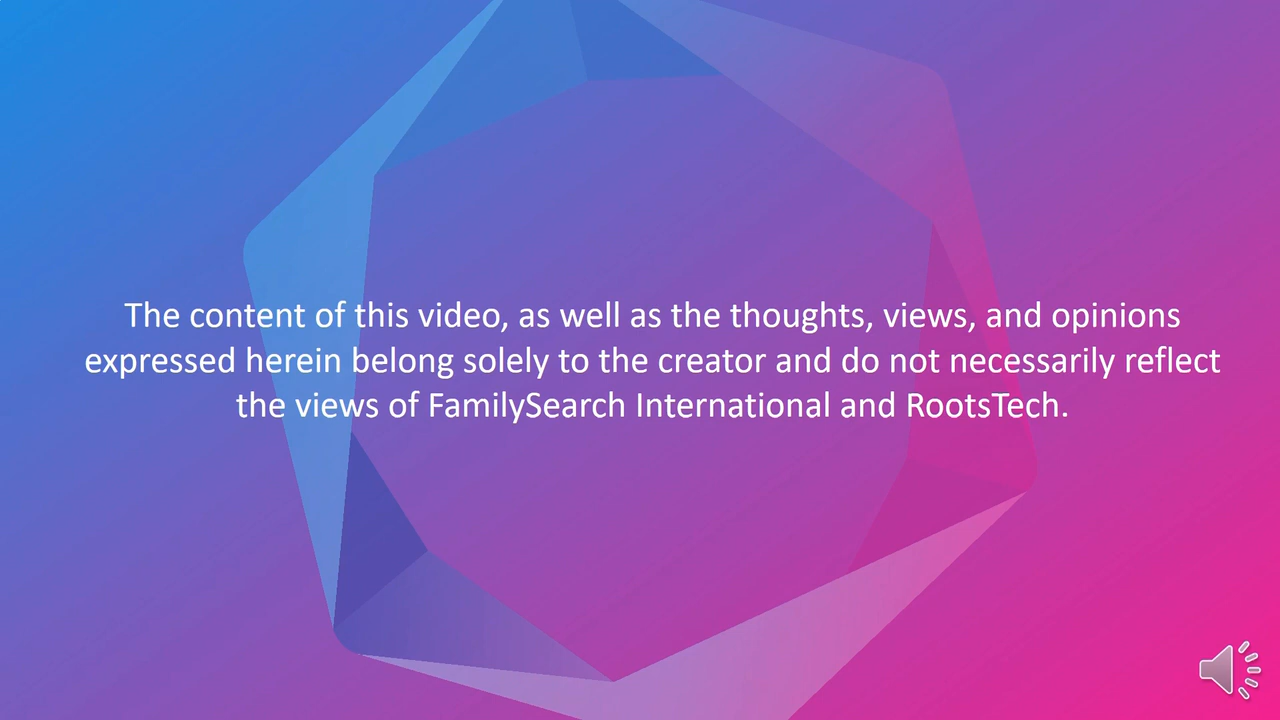 The content of this video, as well as the thoughts, views, and opinions
expressed herein belong solely to the creator and do not necessarily reflect
the views of FamilySearch International and RootsTech.